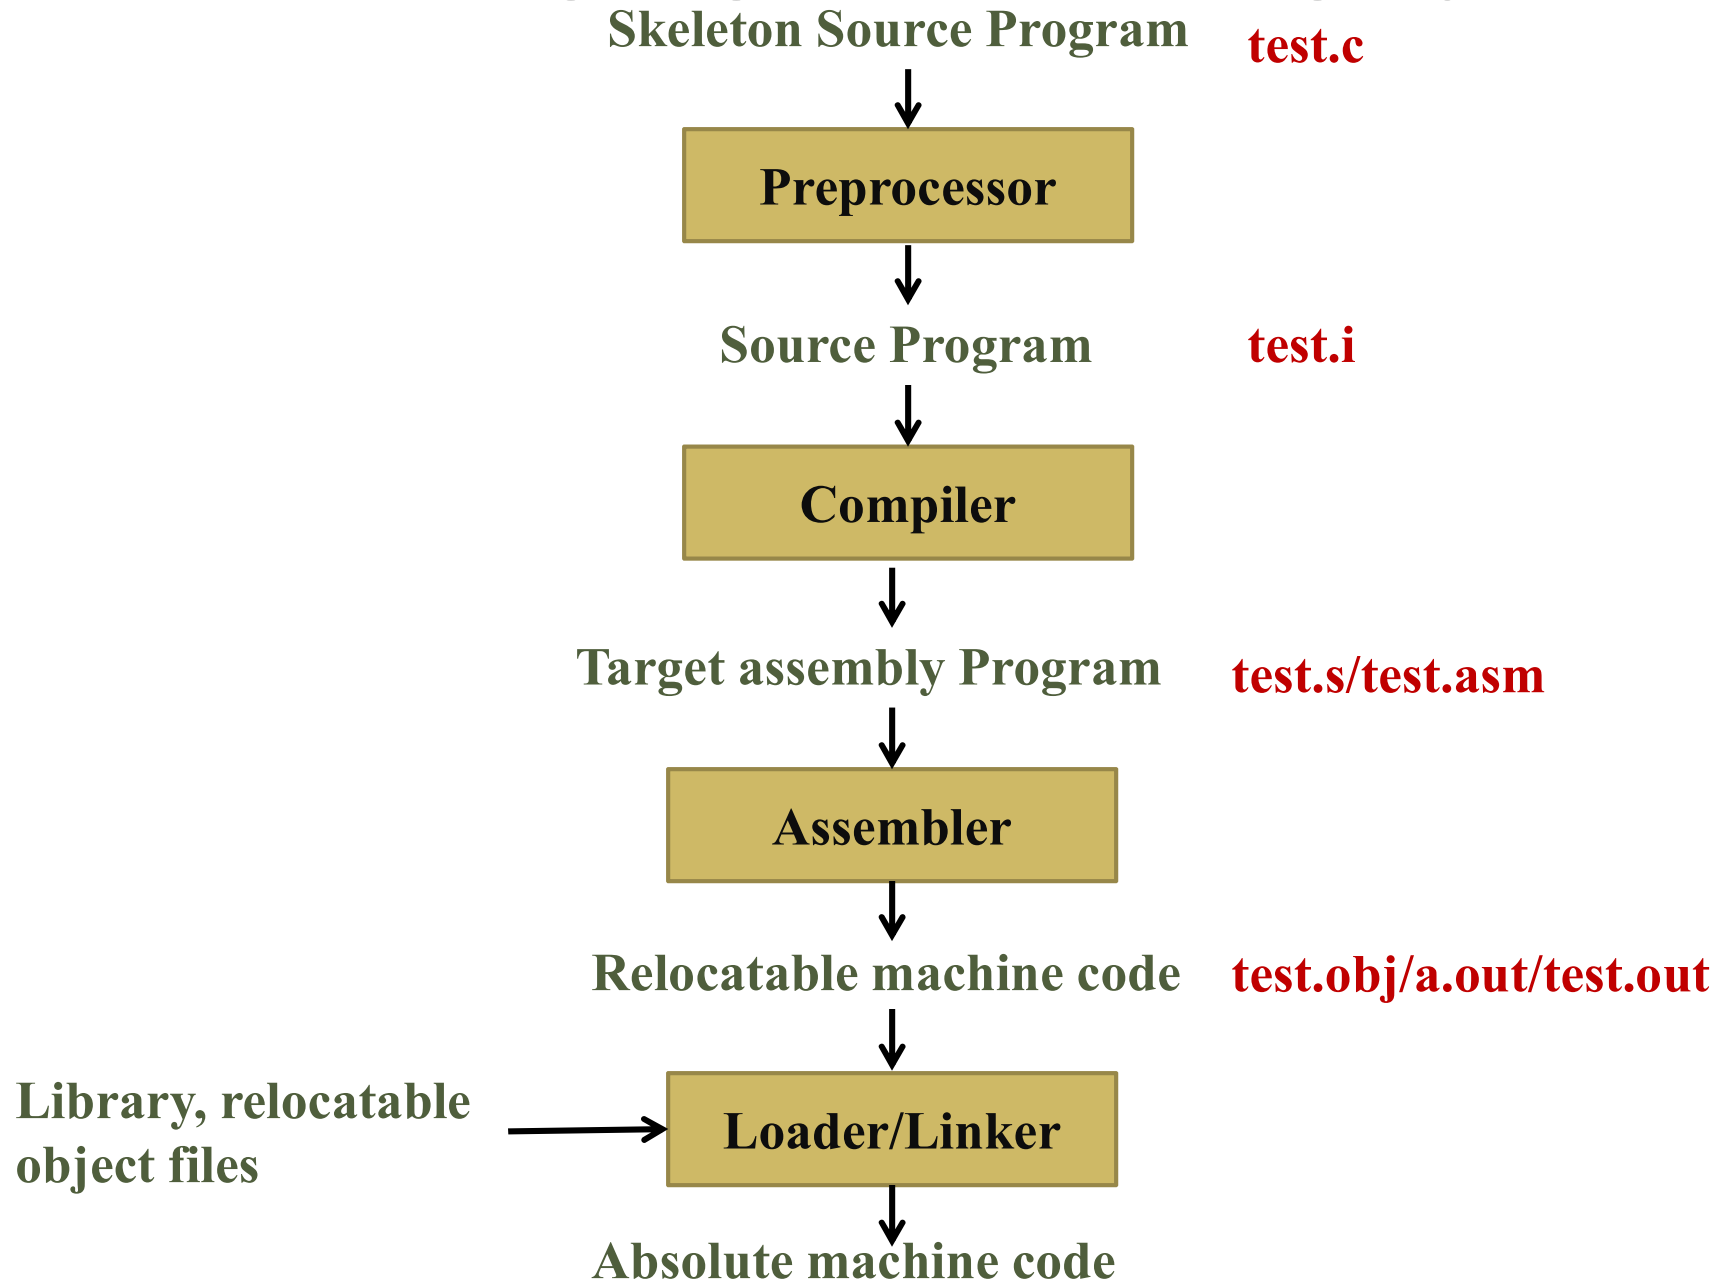 Skeleton Source Program
test.c
Preprocessor
Source Program
test.i
Compiler
Target assembly Program
test.s/test.asm
Assembler
Relocatable machine code
test.obj/a.out/test.out
Library, relocatable
object files
Loader/Linker
Absolute machine code